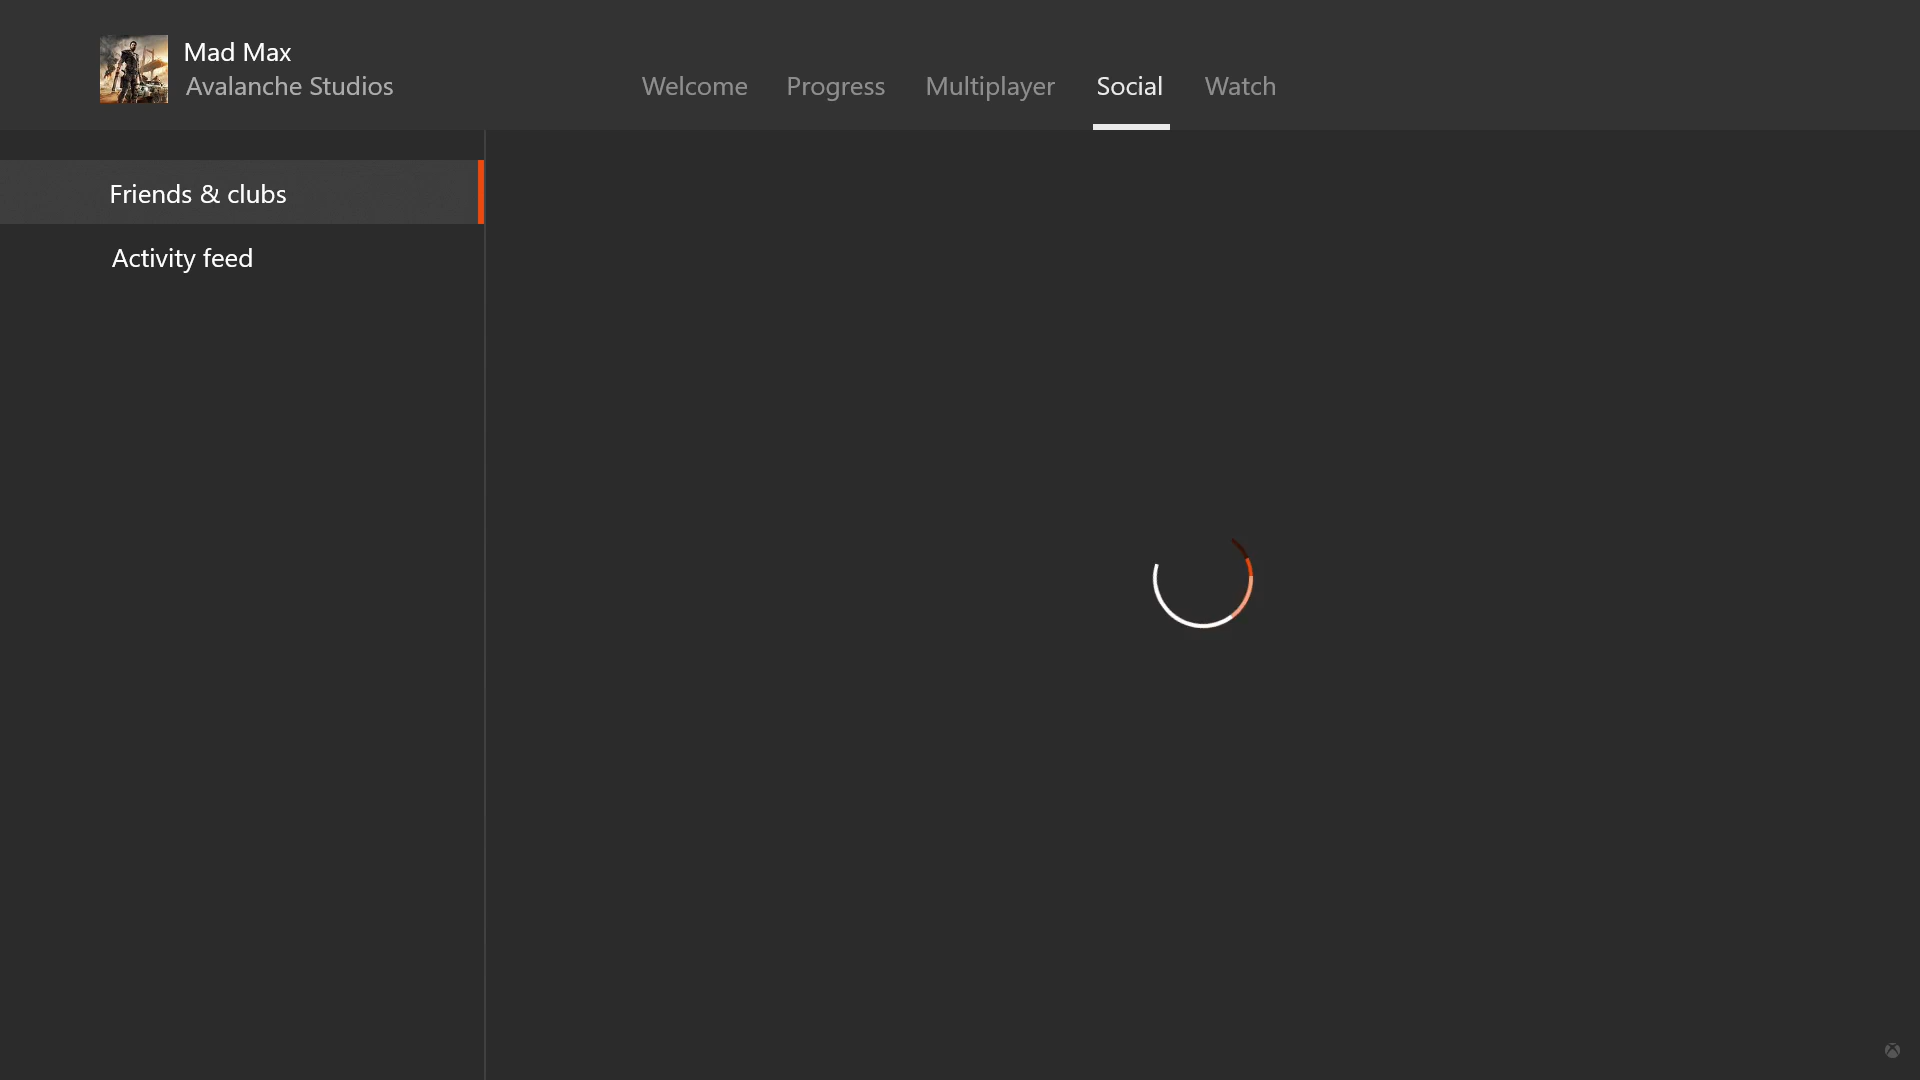 Mad Max
Avalanche Studios
Welcome Progress Multiplayer Social Watch
Friends & clubs
Activity feed